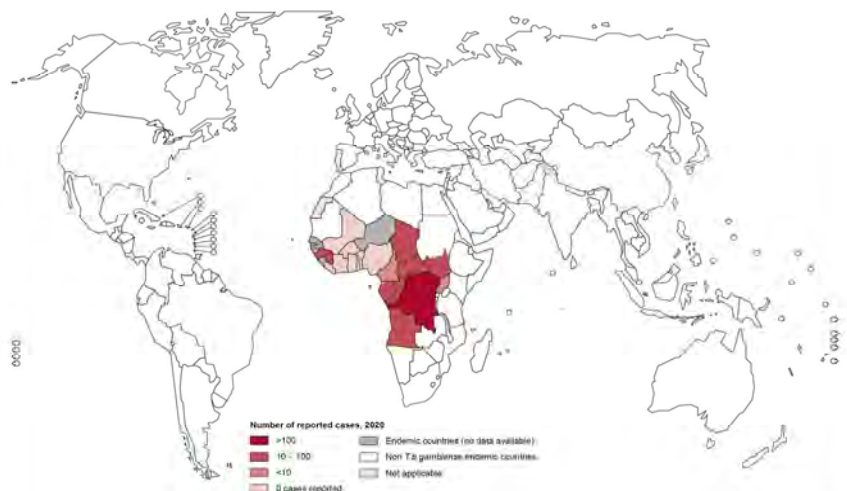 Number of reported cases, 2020
>100
10 - 100
<10
0 cases reported
Endemic countries (no data available)
Non T.b gambiense endemic countries
Not applicable